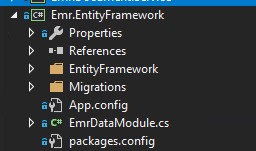 Emr.EntityFramework
Properties
References
EntityFramework
Migrations
App.config
C# EmrDataModule.cs
packages.config